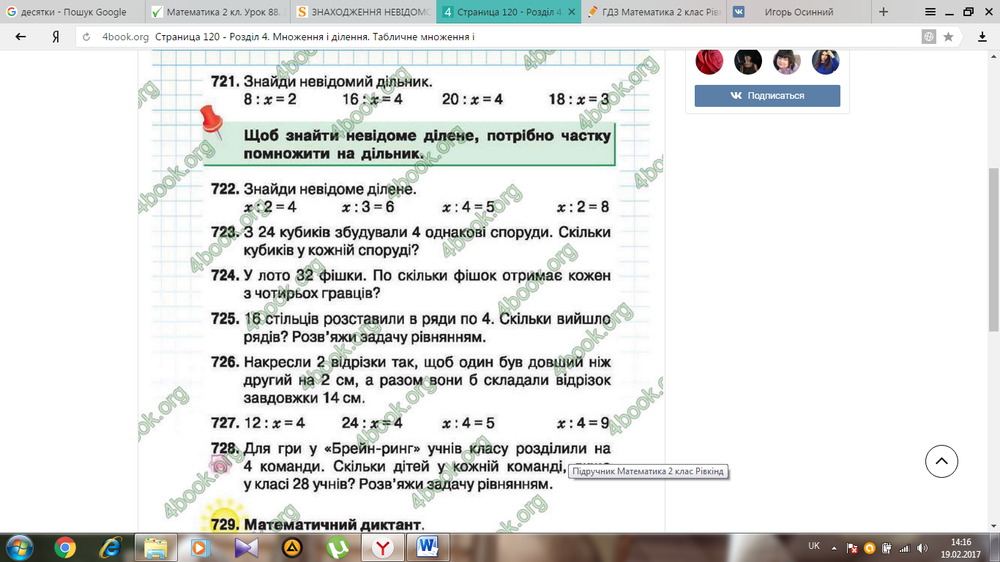 десятки - Пошук Google
Математика 2 кл. Урок 88. З
ЗНАХОДЖЕННЯ НЕВІДОМО
Страница 120 - Розділ 4.
ГДЗ Математика 2 клас Рівк
Игорь Осинний
4book.org Страница 120 - Розділ 4. Множення і ділення. Табличне множення і
721. Знайди невідомий дільник.
8 : x = 2 16 : x = 4 20 : x = 4 18 : x = 3
Щоб знайти невідоме ділене, потрібно частку
помножити на дільник.
722. Знайди невідоме ділене.
x : 2 = 4 x : 3 = 6 x : 4 = 5 x : 2 = 8
723. З 24 кубиків збудували 4 однакові споруди. Скільки
кубиків у кожній споруді?
724. У лото 32 фішки. По скільки фішок отримає кожен
з чотирьох гравців?
725. 16 стільців розставили в ряди по 4. Скільки вийшло
рядів? Розв’яжи задачу рівнянням.
726. Накресли 2 відрізки так, щоб один був довший ніж
другий на 2 см, а разом вони б складали відрізок
завдовжки 14 см.
727. 12 : x = 4 24 : x = 4 x : 4 = 5 x : 4 = 9
728. Для гри у «Брейн-ринг» учнів класу розділили на
4 команди. Скільки дітей у кожній команді,
у класі 28 учнів? Розв’яжи задачу рівнянням.
729. Математичний диктант.
Підручник Математика 2 клас Рівкінд
Подписаться
4book.org
UK
14:16
19.02.2017